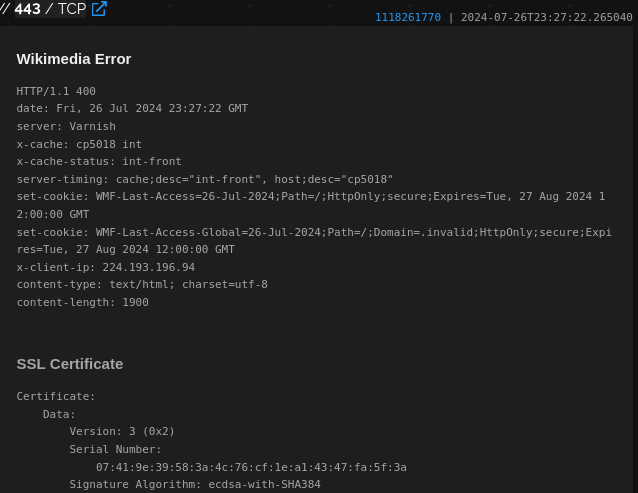 // 443 / TCP
1118261770 | 2024-07-26T23:27:22.265040
Wikimedia Error
HTTP/1.1 400
date: Fri, 26 Jul 2024 23:27:22 GMT
server: Varnish
x-cache: cp5018 int
x-cache-status: int-front
server-timing: cache;desc="int-front", host;desc="cp5018"
set-cookie: WMF-Last-Access=26-Jul-2024;Path=/;HttpOnly;secure;Expires=Tue, 27 Aug 2024 1
2:00:00 GMT
set-cookie: WMF-Last-Access-Global=26-Jul-2024;Path=/;Domain=.invalid;HttpOnly;secure;Expi
res=Tue, 27 Aug 2024 12:00:00 GMT
x-client-ip: 224.193.196.94
content-type: text/html; charset=utf-8
content-length: 1900
SSL Certificate
Certificate:
Data:
Version: 3 (0x2)
Serial Number:
07:41:9e:39:58:3a:4c:76:cf:1e:a1:43:47:fa:5f:3a
Signature Algorithm: ecdsa-with-SHA384